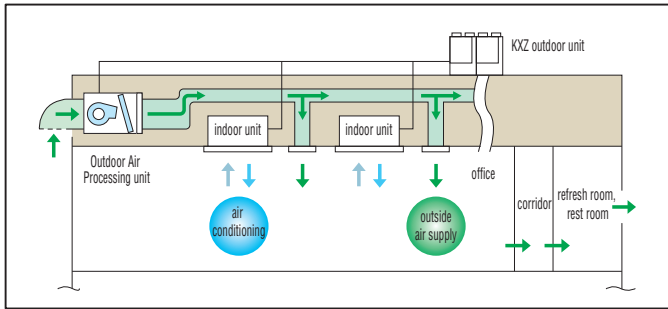 KXZ outdoor unit
indoor unit
indoor unit
Outdoor Air
Processing unit
office
corridor
refresh room,
rest room
air
conditioning
outside
air supply